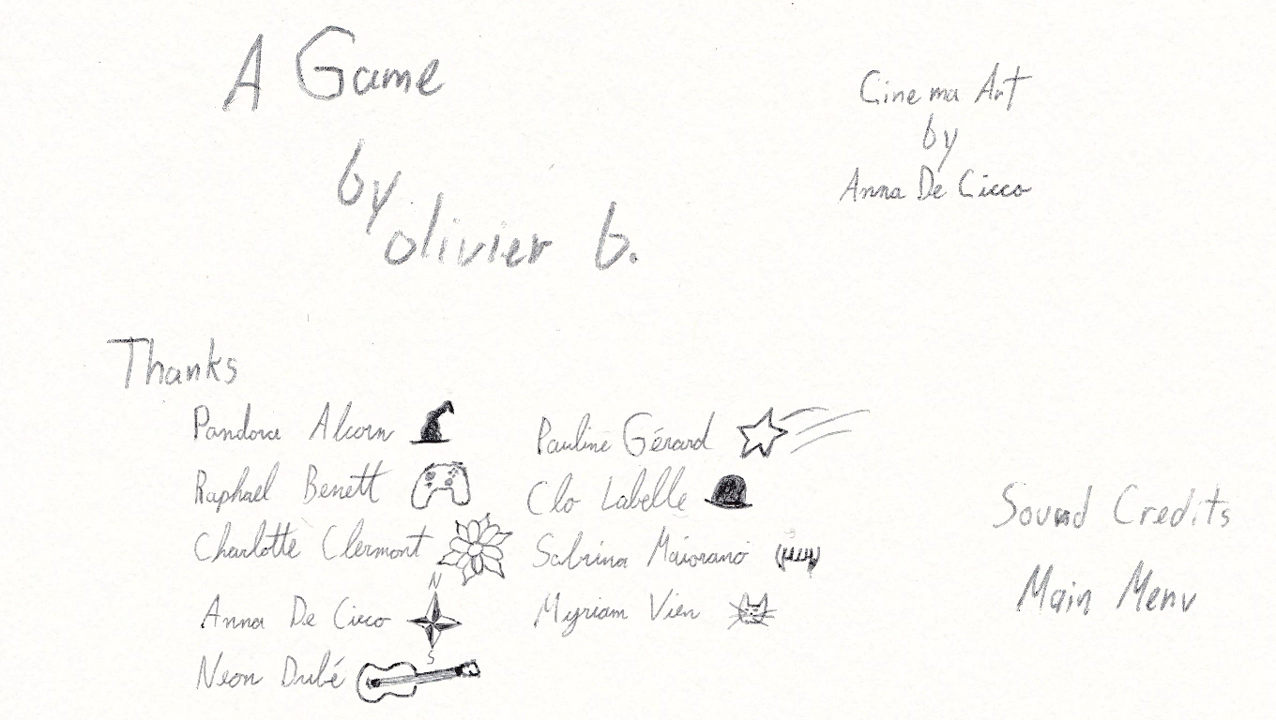 A Game
by
olivier b.
Cinema Art
by
Anna De Cicco
Thanks
Pandora Alcorn
Raphael Benett
Charlotte Clermont
Anna De Cicco
Neon Dubé
Pauline Gérard
Clo Labelle
Sabrina Maiorano
Myriam Vien
N
S
Sound Credits
Main Menu